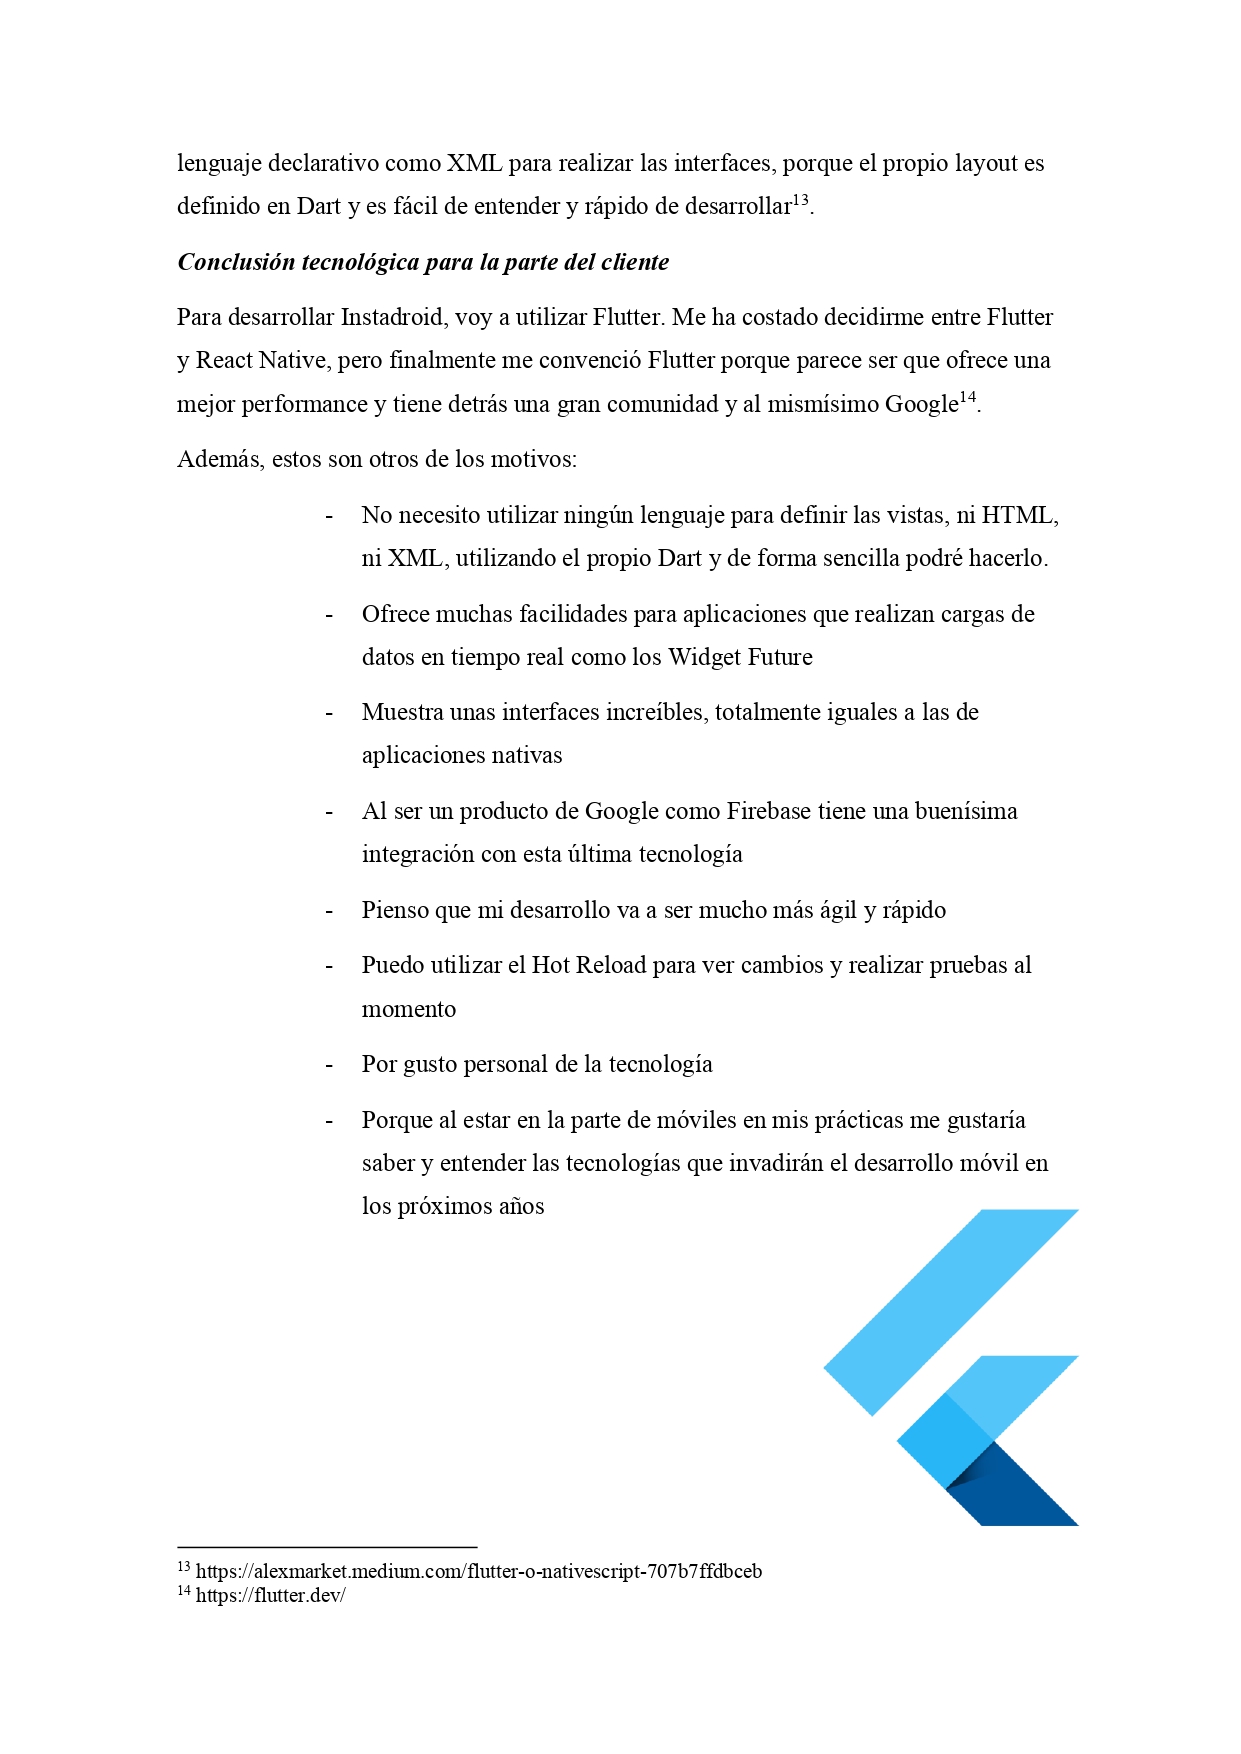 lenguaje declarativo como XML para realizar las interfaces, porque el propio layout es
definido en Dart y es fácil de entender y rápido de desarrollar¹³.
Conclusión tecnológica para la parte del cliente
Para desarrollar Instadroid, voy a utilizar Flutter. Me ha costado decidirme entre Flutter
y React Native, pero finalmente me convenció Flutter porque parece ser que ofrece una
mejor performance y tiene detrás una gran comunidad y al mismísimo Google¹⁴.
Además, estos son otros de los motivos:
- No necesito utilizar ningún lenguaje para definir las vistas, ni HTML,
ni XML, utilizando el propio Dart y de forma sencilla podré hacerlo.
- Ofrece muchas facilidades para aplicaciones que realizan cargas de
datos en tiempo real como los Widget Future
- Muestra unas interfaces increíbles, totalmente iguales a las de
aplicaciones nativas
- Al ser un producto de Google como Firebase tiene una buenísima
integración con esta última tecnología
- Pienso que mi desarrollo va a ser mucho más ágil y rápido
- Puedo utilizar el Hot Reload para ver cambios y realizar pruebas al
momento
- Por gusto personal de la tecnología
- Porque al estar en la parte de móviles en mis prácticas me gustaría
saber y entender las tecnologías que invadirán el desarrollo móvil en
los próximos años
¹³ https://alexmarket.medium.com/flutter-o-nativescript-707b7ffdbceb
¹⁴ https://flutter.dev/